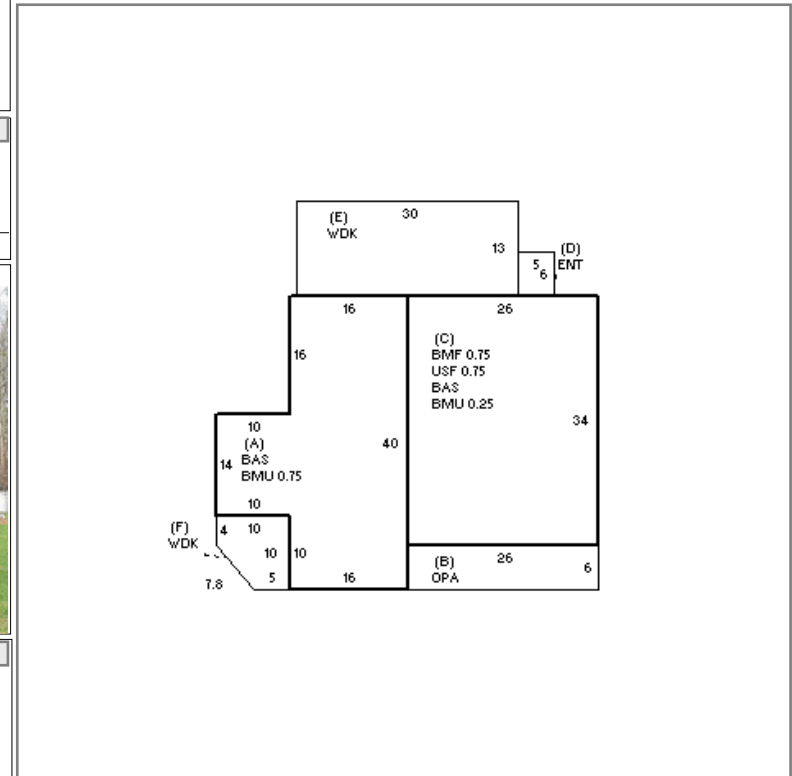 30
(E)
WDK
13
(D)
5
ENT
6
16
26
(C)
16
BMF 0.75
USF 0.75
BAS
BMU 0.25
34
10
(A)
40
14
BAS
BMU 0.75
10
(F)
4
10
WDK
10
10
26
(B)
6
7.8
5
16
OPA